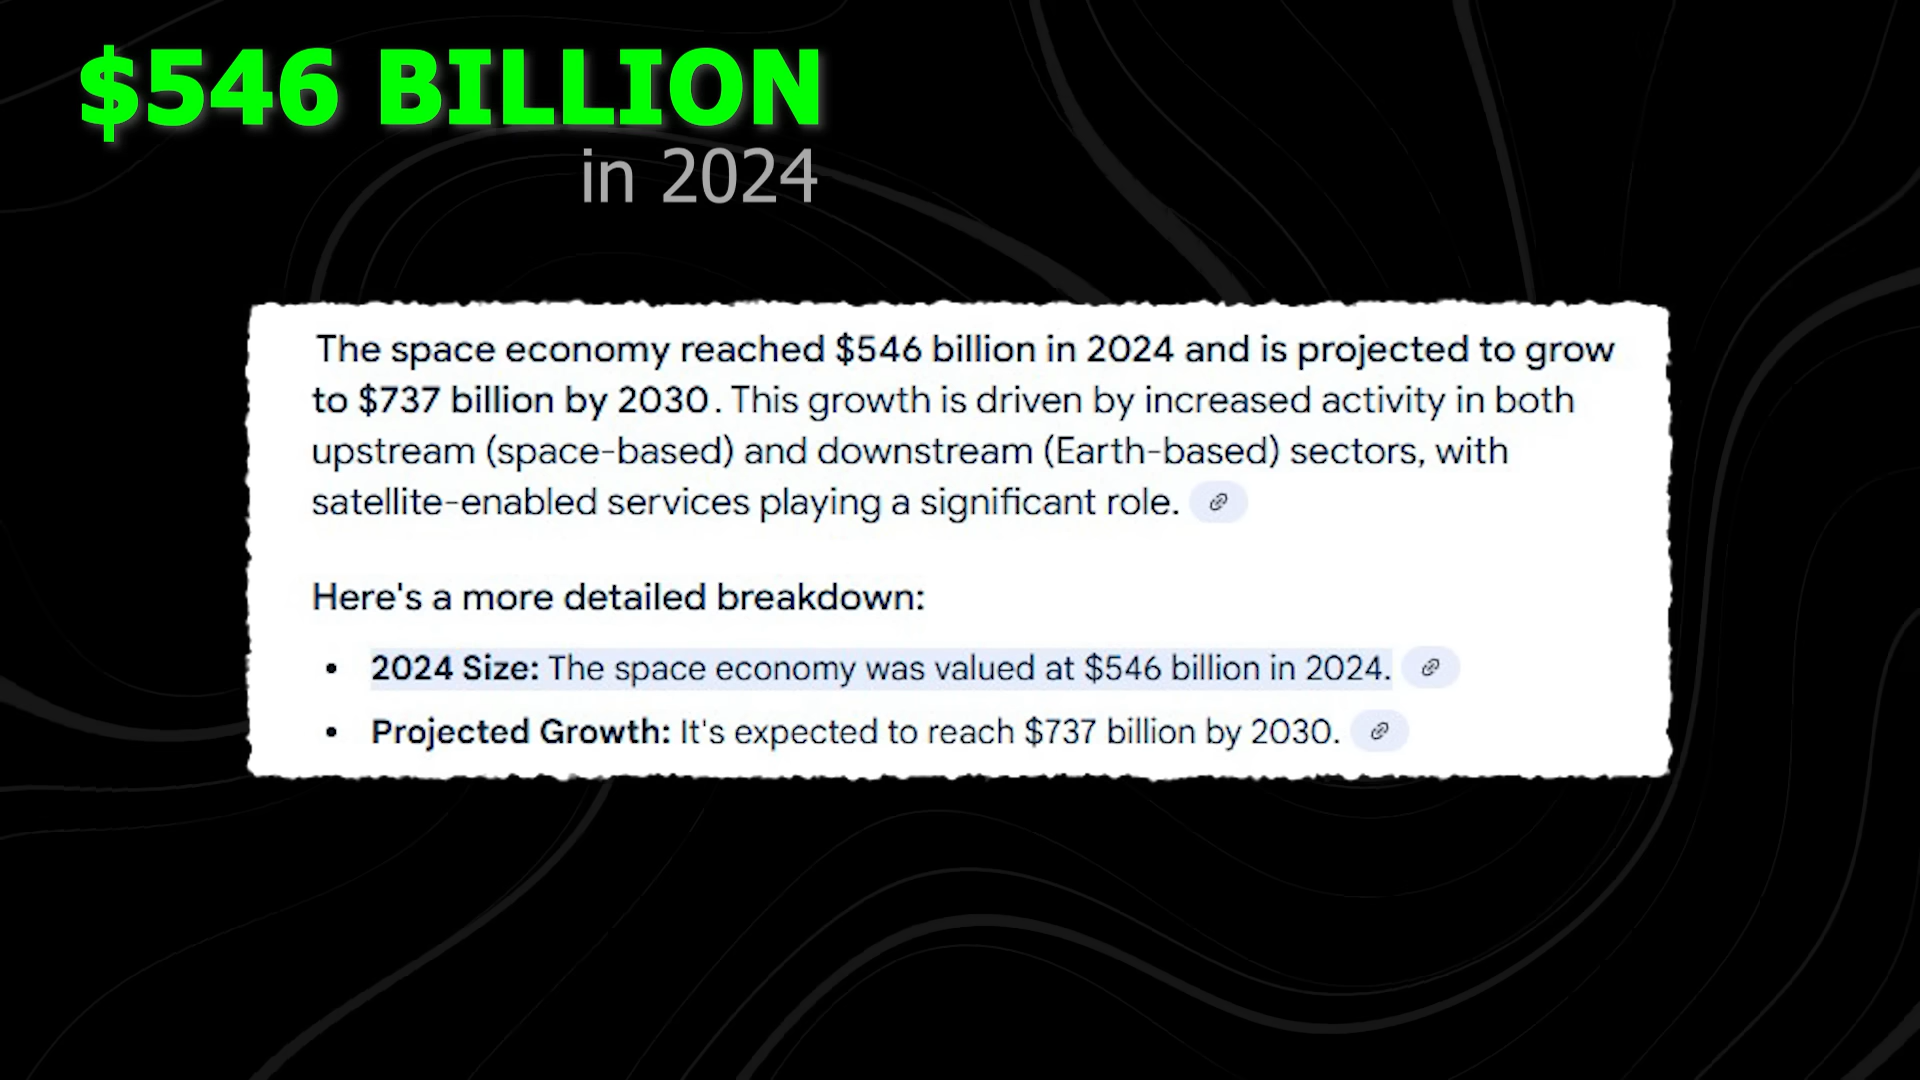 $546 BILLION
in 2024
The space economy reached $546 billion in 2024 and is projected to grow
to $737 billion by 2030. This growth is driven by increased activity in both
upstream (space-based) and downstream (Earth-based) sectors, with
satellite-enabled services playing a significant role.
Here's a more detailed breakdown:
• 2024 Size: The space economy was valued at $546 billion in 2024.
• Projected Growth: It's expected to reach $737 billion by 2030.